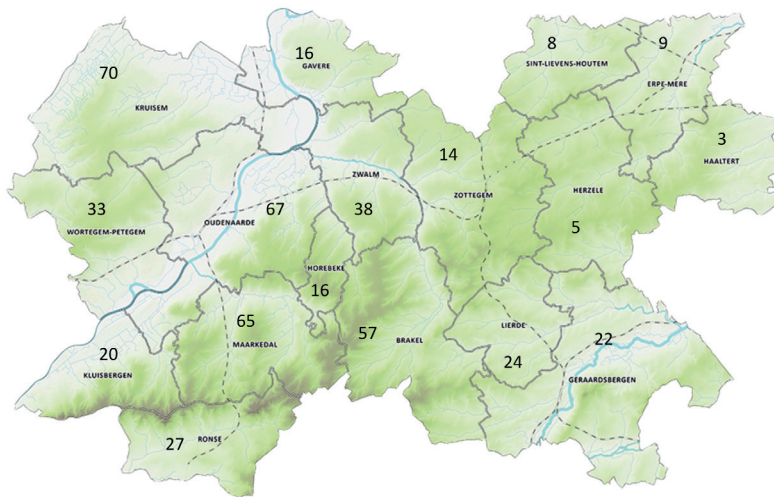 16
GAVERE
8
SINT-LIEVENS-HOUTEM
9
ERPE-MERE
70
KRUISEM
3
HAALTERT
14
ZOTTEGEM
ZWALM
38
HERZELE
5
33
WORTEGEM-PETEGEM
OUDENAARDE
67
HOREBEKE
16
65
MAARKEDAL
57
BRAKEL
LIERDE
24
22
GERAARDSBERGEN
20
KLUISBERGEN
27
RONSE